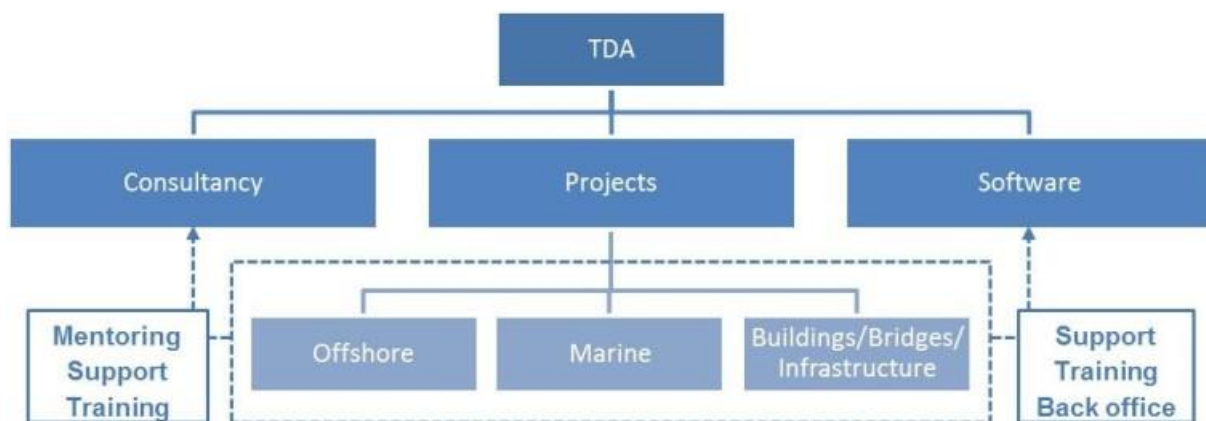 TDA
Consultancy
Projects
Software
Mentoring
Support
Training
Offshore
Marine
Buildings/Bridges/
Infrastructure
Support
Training
Back office